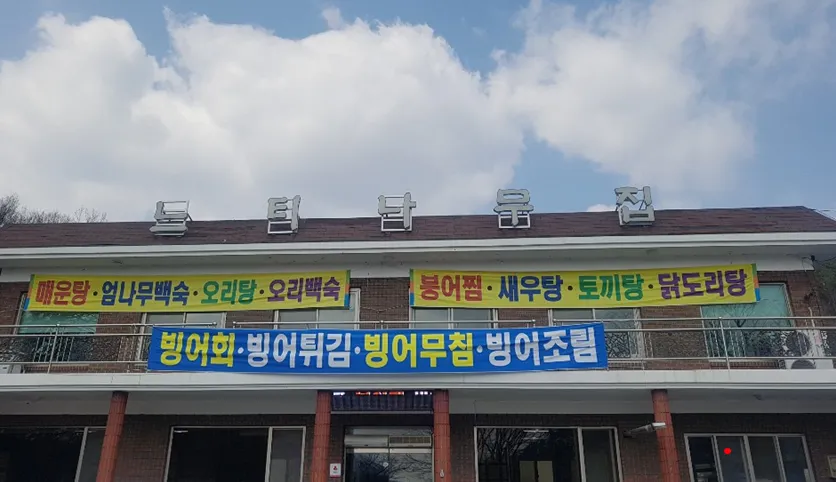 느티나무집
매운탕·엄나무백숙·오리탕·오리백숙
붕어찜·새우탕·토끼탕·닭도리탕
빙어회·빙어튀김·빙어무침·빙어조림